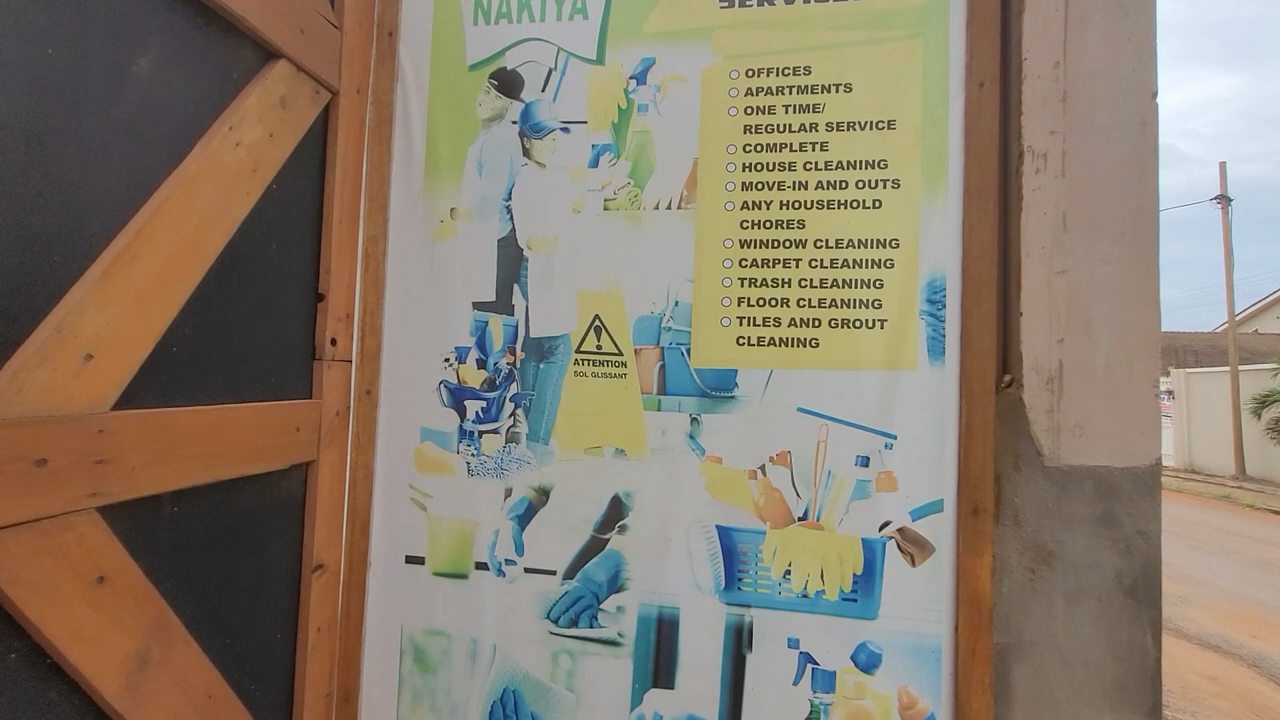 NAKIYA
SERVICES
OFFICES
APARTMENTS
ONE TIME/
REGULAR SERVICE
COMPLETE
HOUSE CLEANING
MOVE-IN AND OUTS
ANY HOUSEHOLD
CHORES
WINDOW CLEANING
CARPET CLEANING
TRASH CLEANING
FLOOR CLEANING
TILES AND GROUT
CLEANING
ATTENTION
SOL GLISSANT